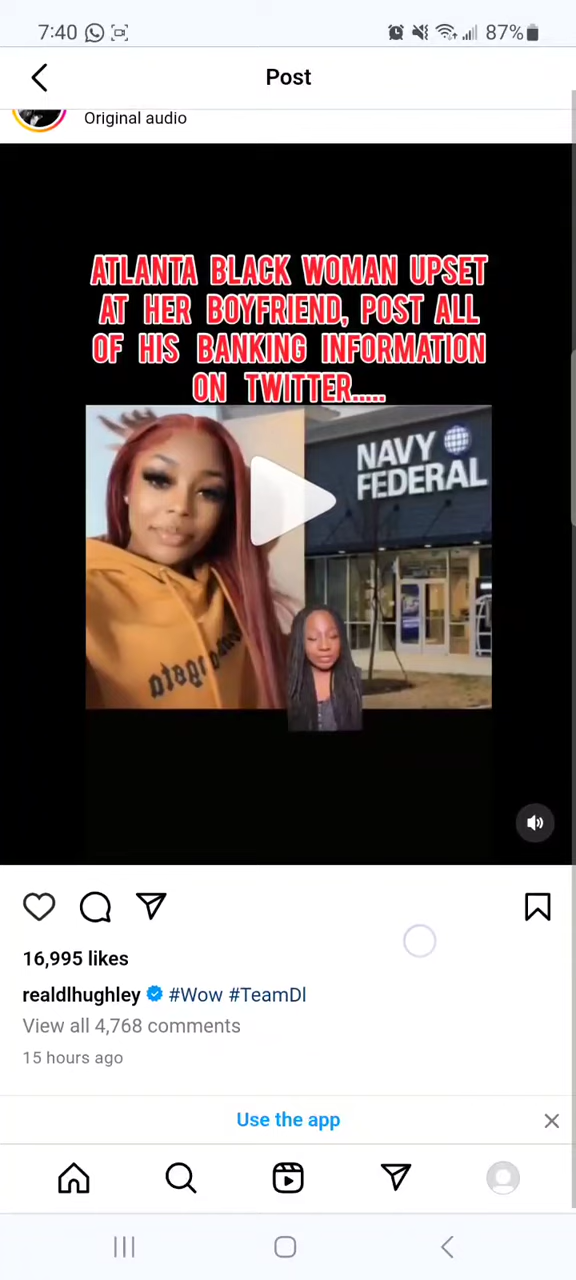 7:40
87%
Post
Original audio
ATLANTA BLACK WOMAN UPSET
AT HER BOYFRIEND, POST ALL
OF HIS BANKING INFORMATION
ON TWITTER.....
NAVY
FEDERAL
16,995 likes
realdlhughley #Wow #TeamDl
View all 4,768 comments
15 hours ago
Use the app